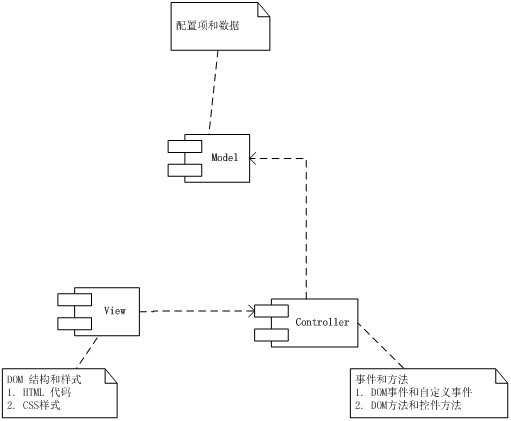 配置项和数据
Model
View
Controller
DOM 结构和样式
1. HTML 代码
2. CSS样式
事件和方法
1. DOM事件和自定义事件
2. DOM方法和控件方法